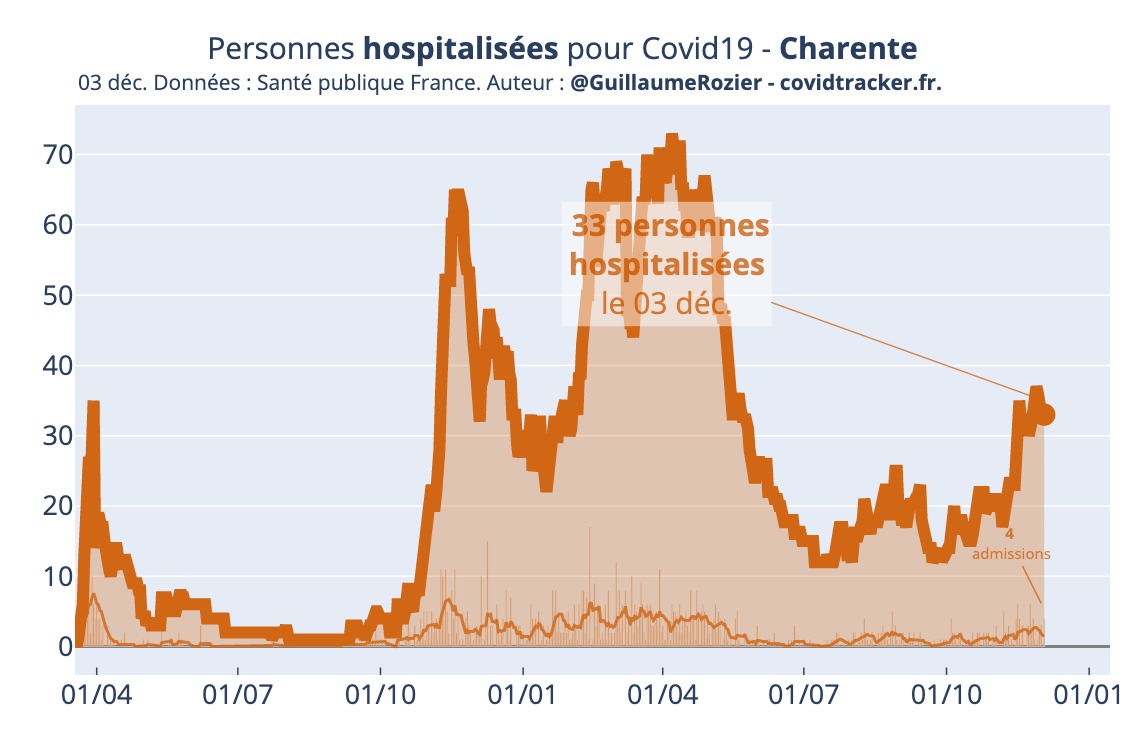 Personnes hospitalisées pour Covid19 - Charente
03 déc. Données : Santé publique France. Auteur : @GuillaumeRozier - covidtracker.fr.
70
60
50
40
30
20
10
0
33 personnes
hospitalisées
le 03 déc.
4
admissions
01/04
01/07
01/10
01/01
01/04
01/07
01/10
01/01